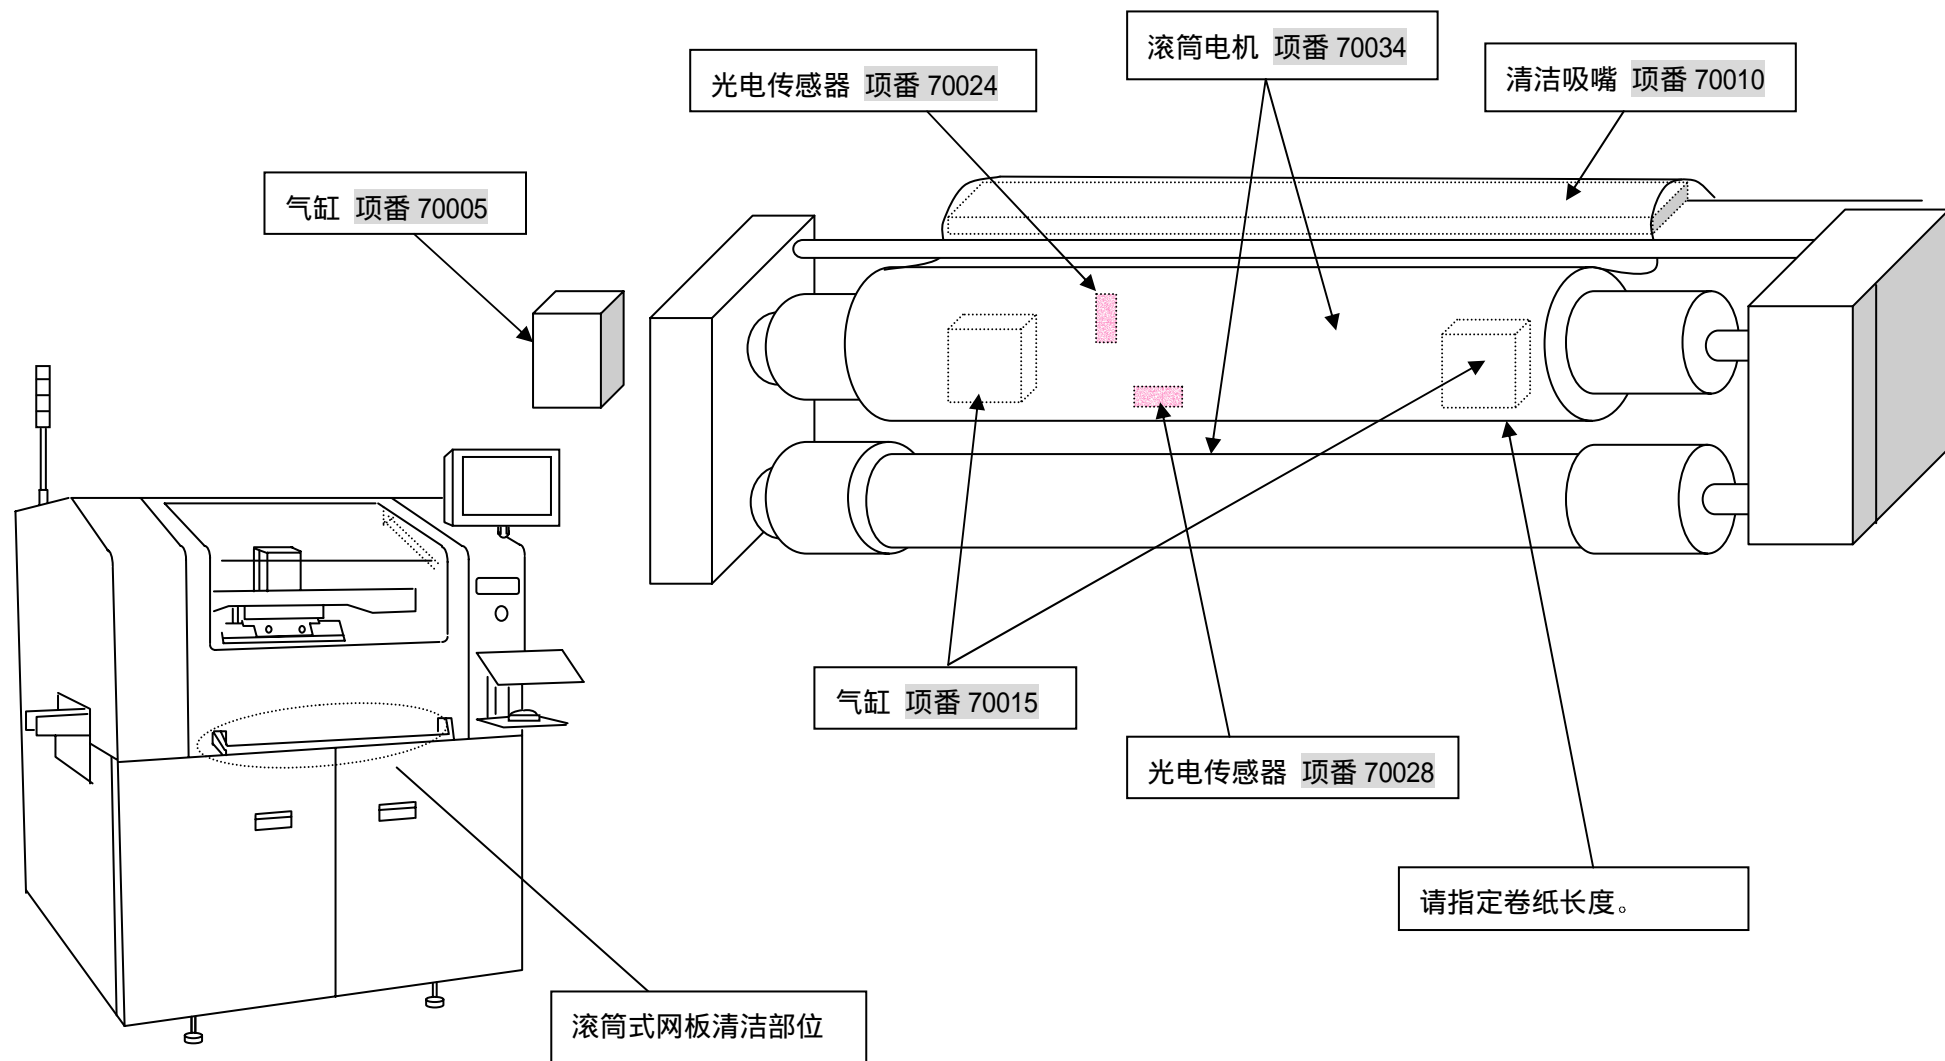 滚筒电机 项番 70034
光电传感器 项番 70024
清洁吸嘴 项番 70010
气缸 项番 70005
气缸 项番 70015
光电传感器 项番 70028
请指定卷纸长度。
滚筒式网板清洁部位